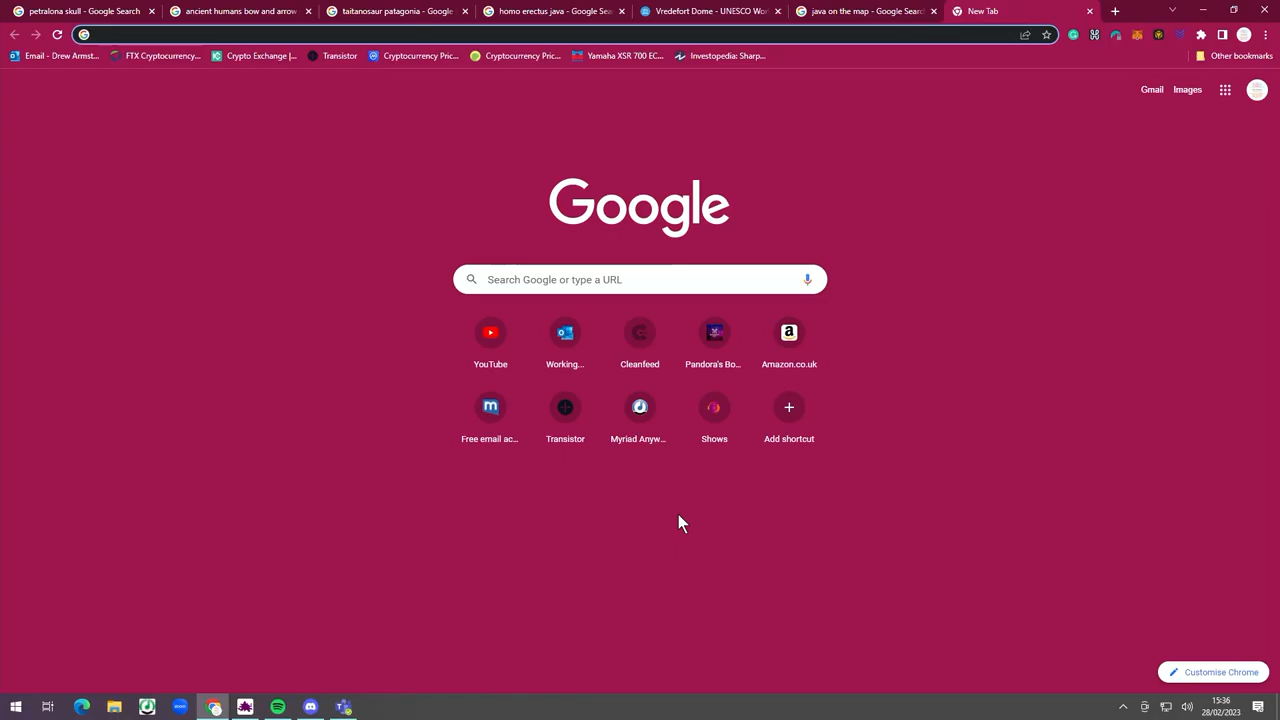 petralona skull - Google Search
ancient humans bow and arrow
taitanosaur patagonia - Google
homo erectus java - Google Sea
Vredefort Dome - UNESCO Wor
java on the map - Google Search
New Tab
Email - Drew Armst...
FTX Cryptocurrency...
Crypto Exchange |...
Transistor
Cryptocurrency Pric...
Cryptocurrency Pric...
Yamaha XSR 700 EC...
Investopedia: Sharp...
Other bookmarks
Gmail
Images
Google
Search Google or type a URL
YouTube
Working...
Cleanfeed
Pandora's Bo...
Amazon.co.uk
Free email ac...
Transistor
Myriad Anyw...
Shows
Add shortcut
Customise Chrome
15:36
28/02/2023